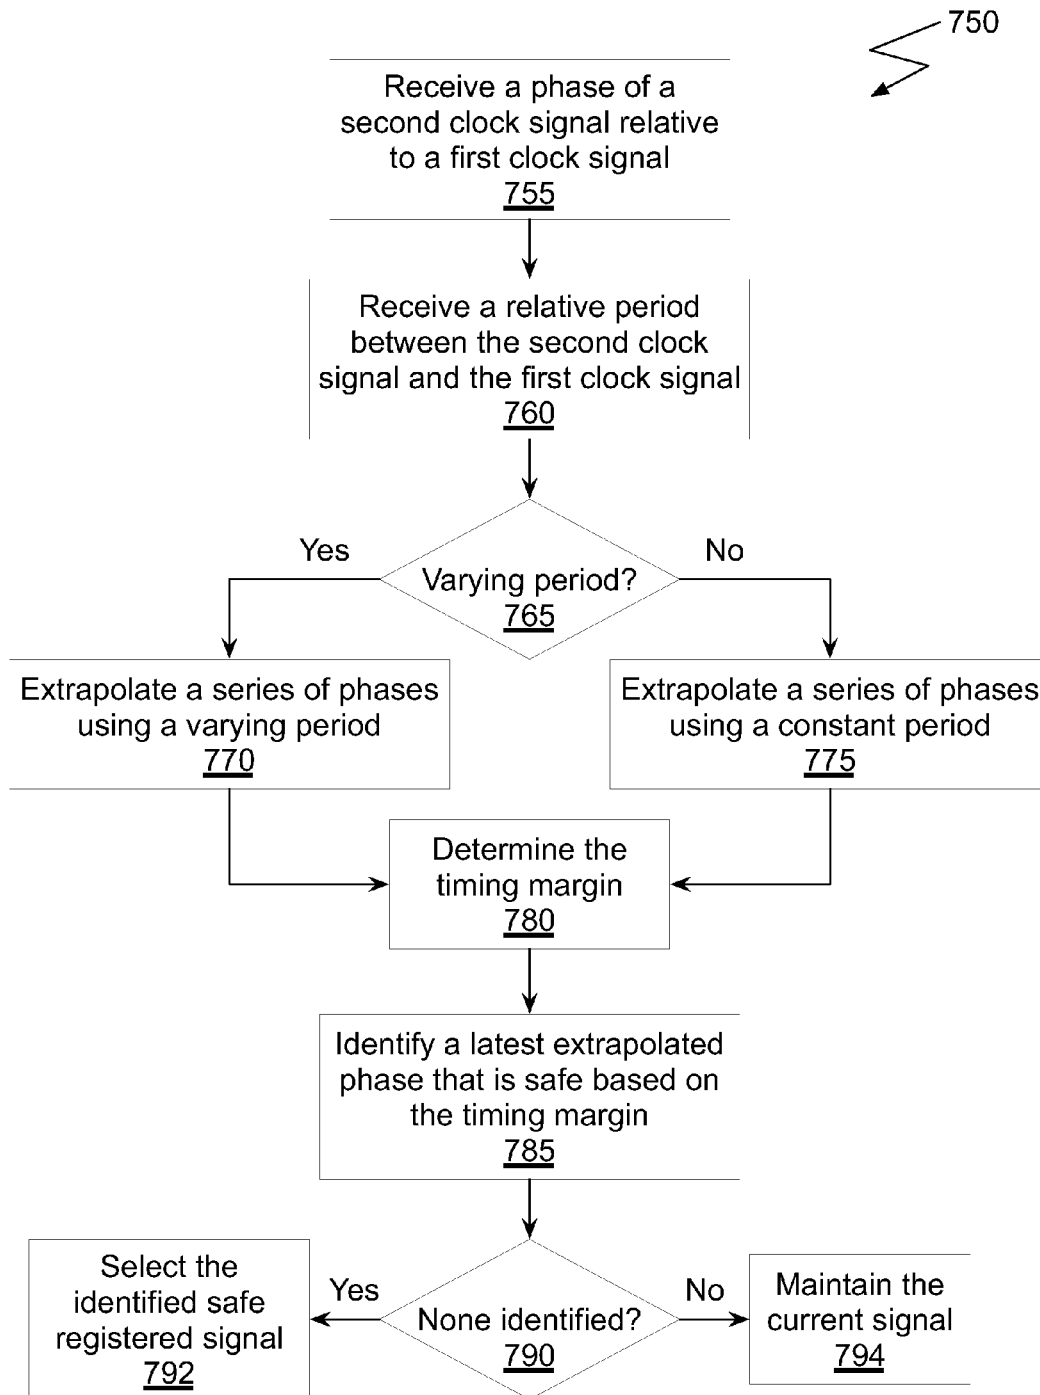 750
Receive a phase of a
second clock signal relative
to a first clock signal
755
Receive a relative period
between the second clock
signal and the first clock signal
760
Yes
No
Varying period?
765
Extrapolate a series of phases
using a varying period
770
Extrapolate a series of phases
using a constant period
775
Determine the
timing margin
780
Identify a latest extrapolated
phase that is safe based on
the timing margin
785
Select the
identified safe
registered signal
792
Yes
None identified?
790
No
Maintain the
current signal
794